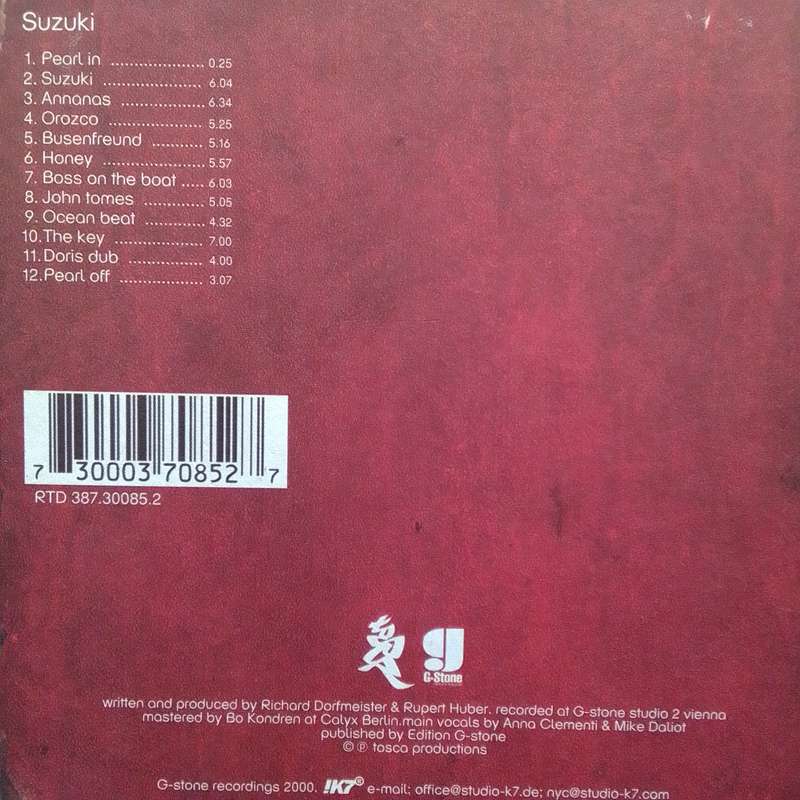 Suzuki
1. Pearl in .................... 0.25
2. Suzuki ..................... 6.04
3. Annanas .................. 6.34
4. Orozco .................... 5.25
5. Busenfreund ........... 5.16
6. Honey ..................... 5.57
7. Boss on the boat ..... 6.03
8. John tomes ............. 5.05
9. Ocean beat .............. 4.32
10.The key ................... 7.00
11. Doris dub ................ 4.00
12.Pearl off .................. 3.07
7 30003 70852 7
RTD 387.30085.2
愛
g
G-Stone
written and produced by Richard Dorfmeister & Rupert Huber. recorded at G-stone studio 2 vienna
mastered by Bo Kondren at Calyx Berlin.main vocals by Anna Clementi & Mike Daliot
published by Edition G-stone
© ℗ tosca productions
G-stone recordings 2000. !K7® e-mail; office@studio-k7.de; nyc@studio-k7.com